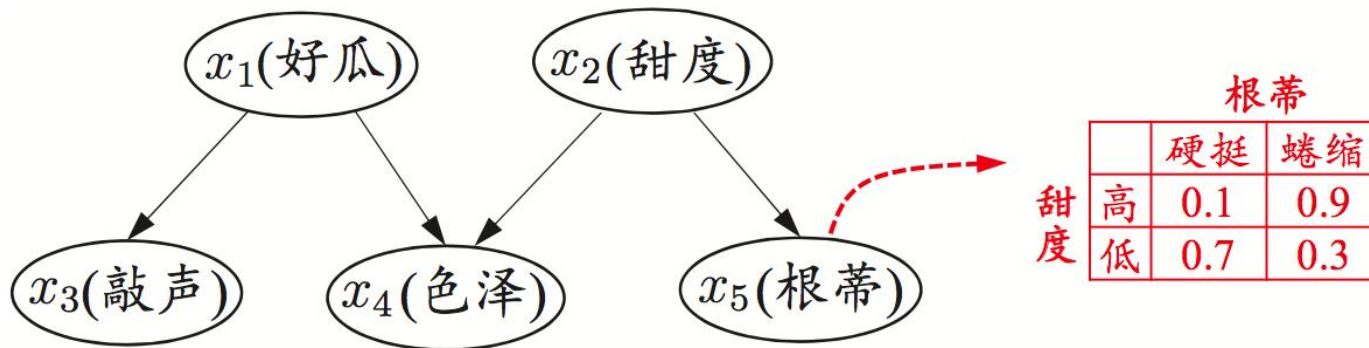 x₁(好瓜) x₂(甜度)
x₃(敲声) x₄(色泽) x₅(根蒂)
根蒂
硬挺 蜷缩
甜度
高 0.1 0.9
低 0.7 0.3